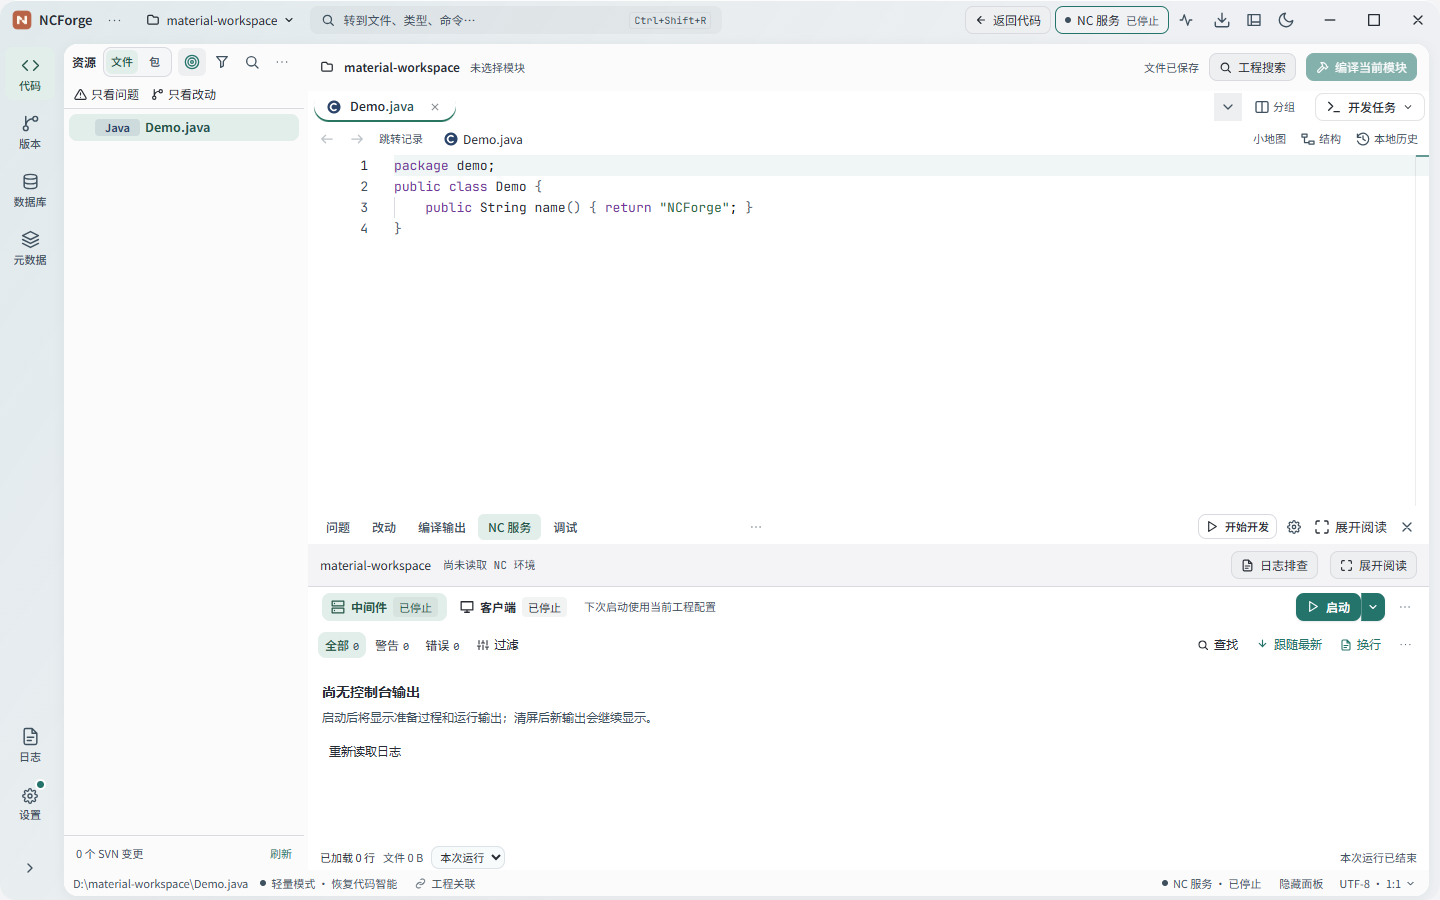 NCForge ··· material-workspace 转到文件、类型、命令··· Ctrl+Shift+R 返回代码 NC 服务 已停止
代码
版本
数据库
元数据
日志
设置
资源 文件 包 ···
只看问题 只看改动
Java Demo.java
0 个 SVN 变更 刷新
material-workspace 未选择模块 文件已保存 工程搜索 编译当前模块
Demo.java × 分组 开发任务
跳转记录 Demo.java 小地图 结构 本地历史
1 package demo;
2 public class Demo {
3 public String name() { return "NCForge"; }
4 }
问题 改动 编译输出 NC 服务 调试 ··· 开始开发 展开阅读
material-workspace 尚未读取 NC 环境 日志排查 展开阅读
中间件 已停止 客户端 已停止 下次启动使用当前工程配置 启动 ···
全部 0 警告 0 错误 0 过滤 查找 跟随最新 换行 ···
尚无控制台输出
启动后将显示准备过程和运行输出；清屏后新输出会继续显示。
重新读取日志
已加载 0 行 文件 0 B 本次运行 本次运行已结束
D:\material-workspace\Demo.java 轻量模式 · 恢复代码智能 工程关联 NC 服务 · 已停止 隐藏面板 UTF-8 · 1:1